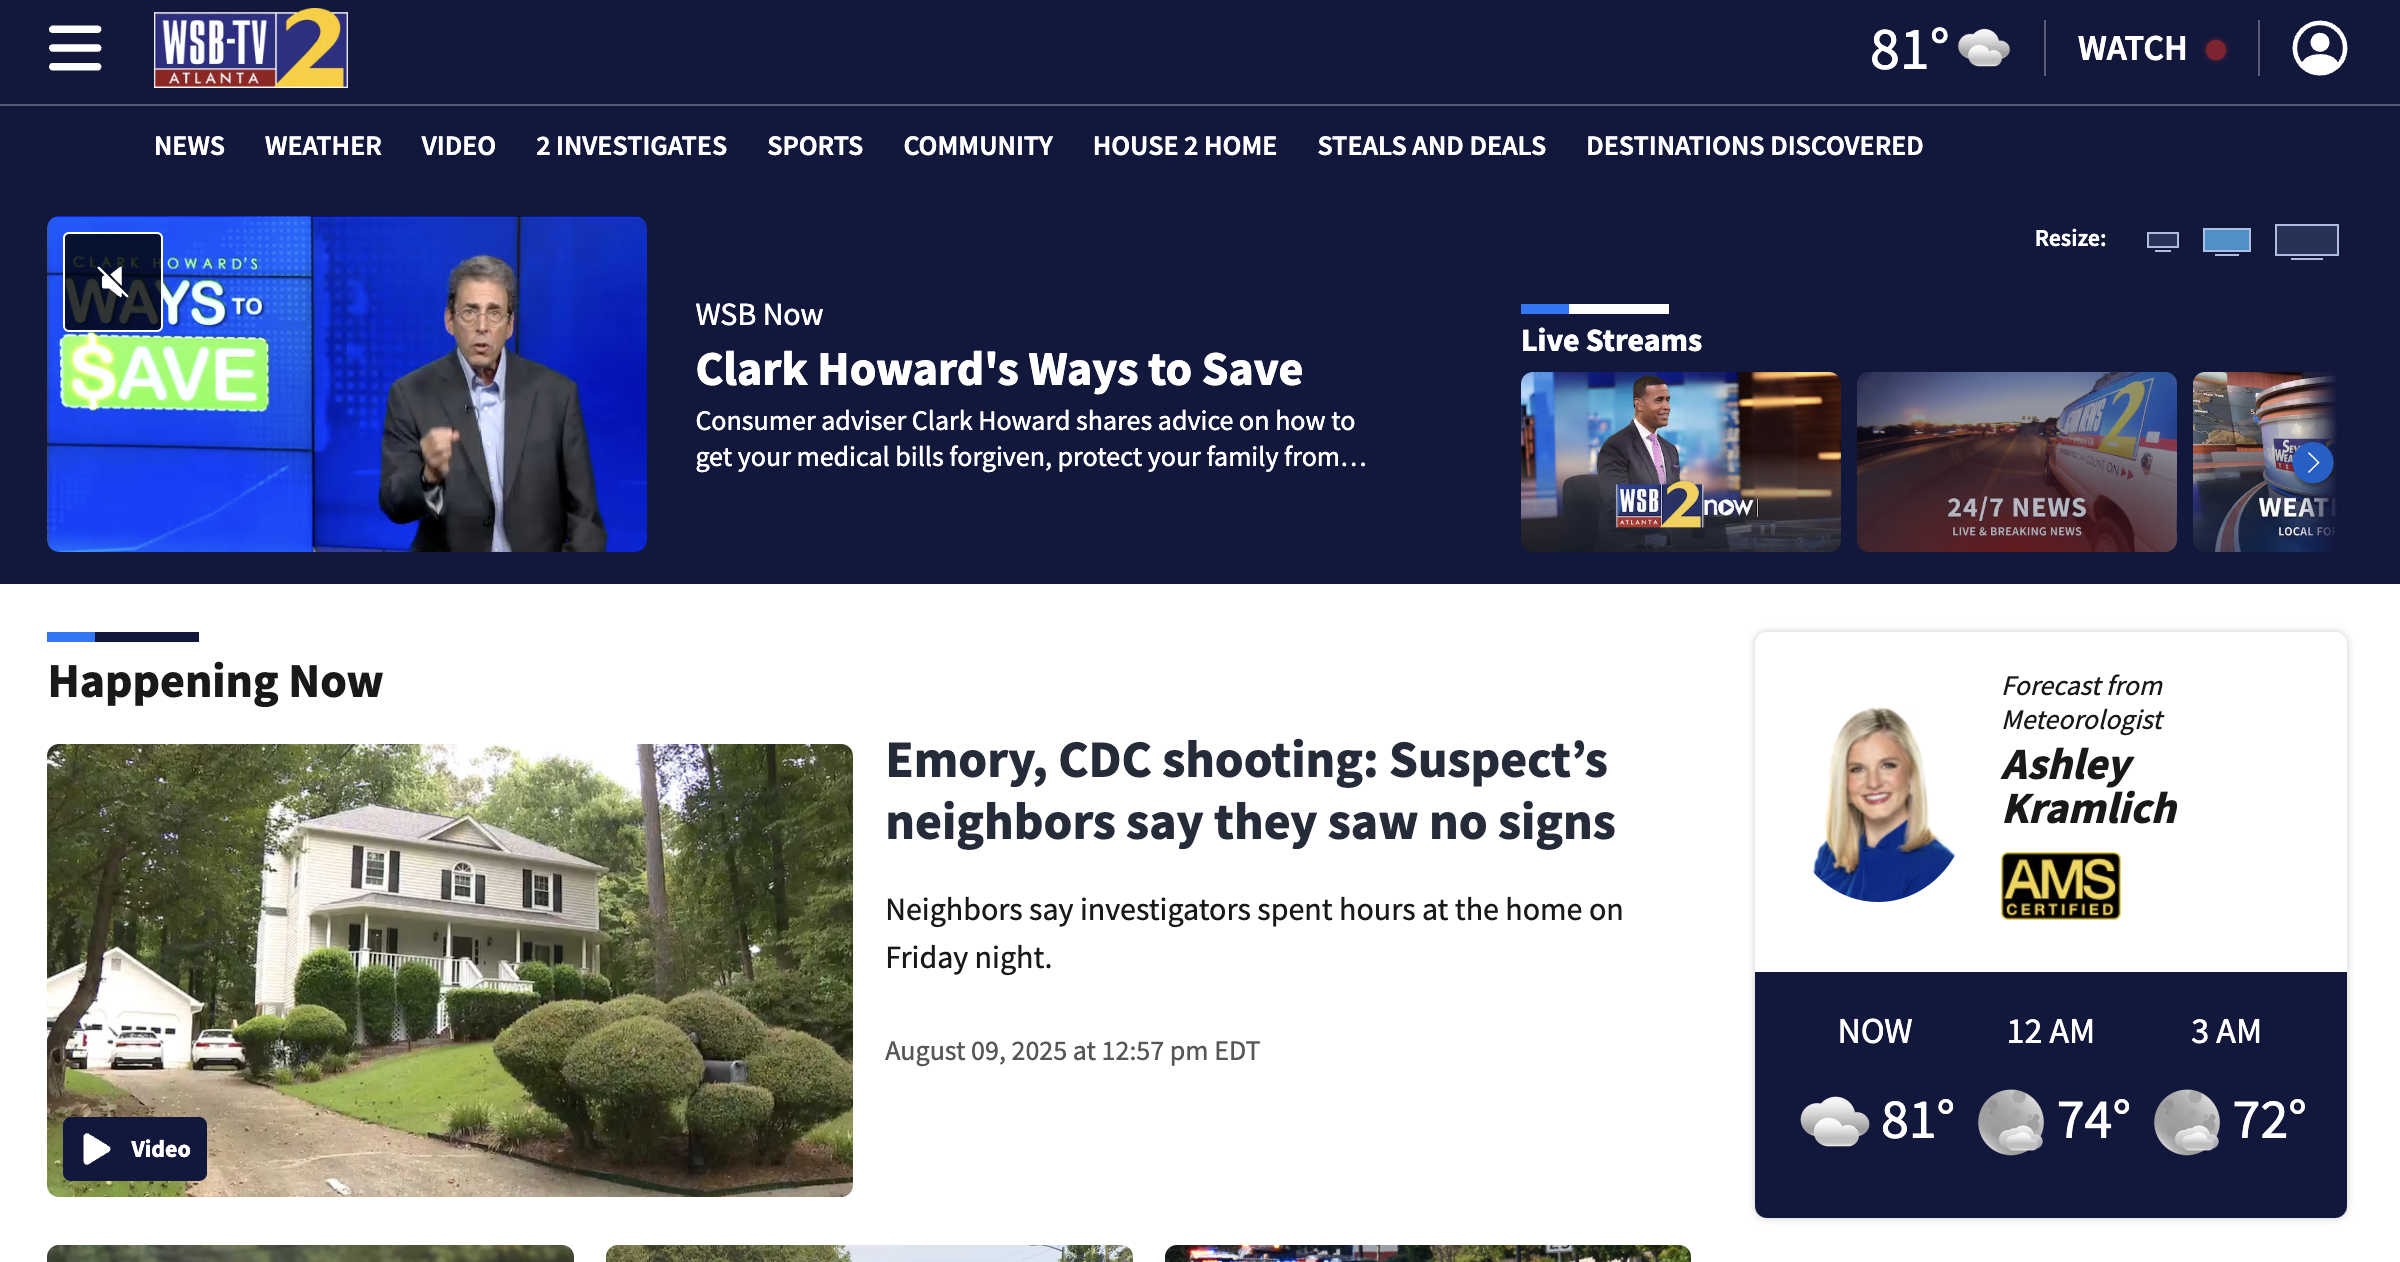 WSB-TV 2
ATLANTA
81°
WATCH
NEWS WEATHER VIDEO 2 INVESTIGATES SPORTS COMMUNITY HOUSE 2 HOME STEALS AND DEALS DESTINATIONS DISCOVERED
CLARK HOWARD'S
WAYS TO
$AVE
WSB Now
Clark Howard's Ways to Save
Consumer adviser Clark Howard shares advice on how to
get your medical bills forgiven, protect your family from...
Resize:
Live Streams
WSB 2 now
ATLANTA
24/7 NEWS
LIVE & BREAKING NEWS
WEAT
LOCAL FO
Happening Now
Video
Emory, CDC shooting: Suspect’s
neighbors say they saw no signs
Neighbors say investigators spent hours at the home on
Friday night.
August 09, 2025 at 12:57 pm EDT
Forecast from
Meteorologist
Ashley
Kramlich
AMS
CERTIFIED
NOW 12 AM 3 AM
81° 74° 72°